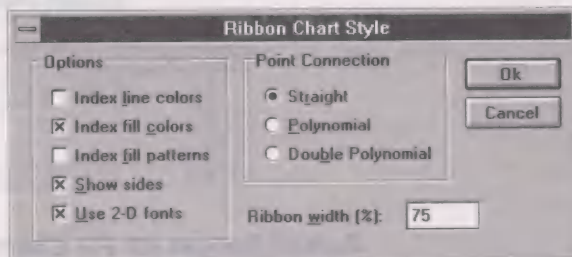 Ribbon Chart Style
Options
Index line colors
Index fill colors
Index fill patterns
Show sides
Use 2-D fonts
Point Connection
Straight
Polynomial
Double Polynomial
Ribbon width (%): 75
Ok
Cancel